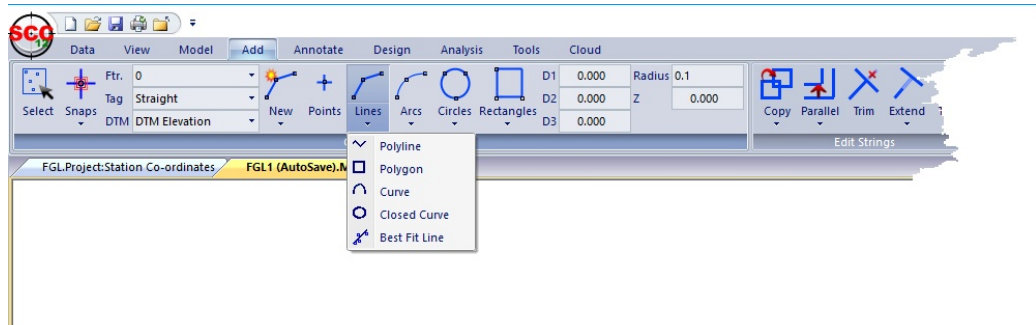 SCC
12
Data View Model Add Annotate Design Analysis Tools Cloud
Select Snaps Ftr. 0 New Points Lines Arcs Circles Rectangles D1 0.000 Radius 0.1 Copy Parallel Trim Extend
Tag Straight D2 0.000 Z 0.000
DTM DTM Elevation D3 0.000
Edit Strings
FGL.Project:Station Co-ordinates FGL1 (AutoSave).M
Polyline
Polygon
Curve
Closed Curve
Best Fit Line